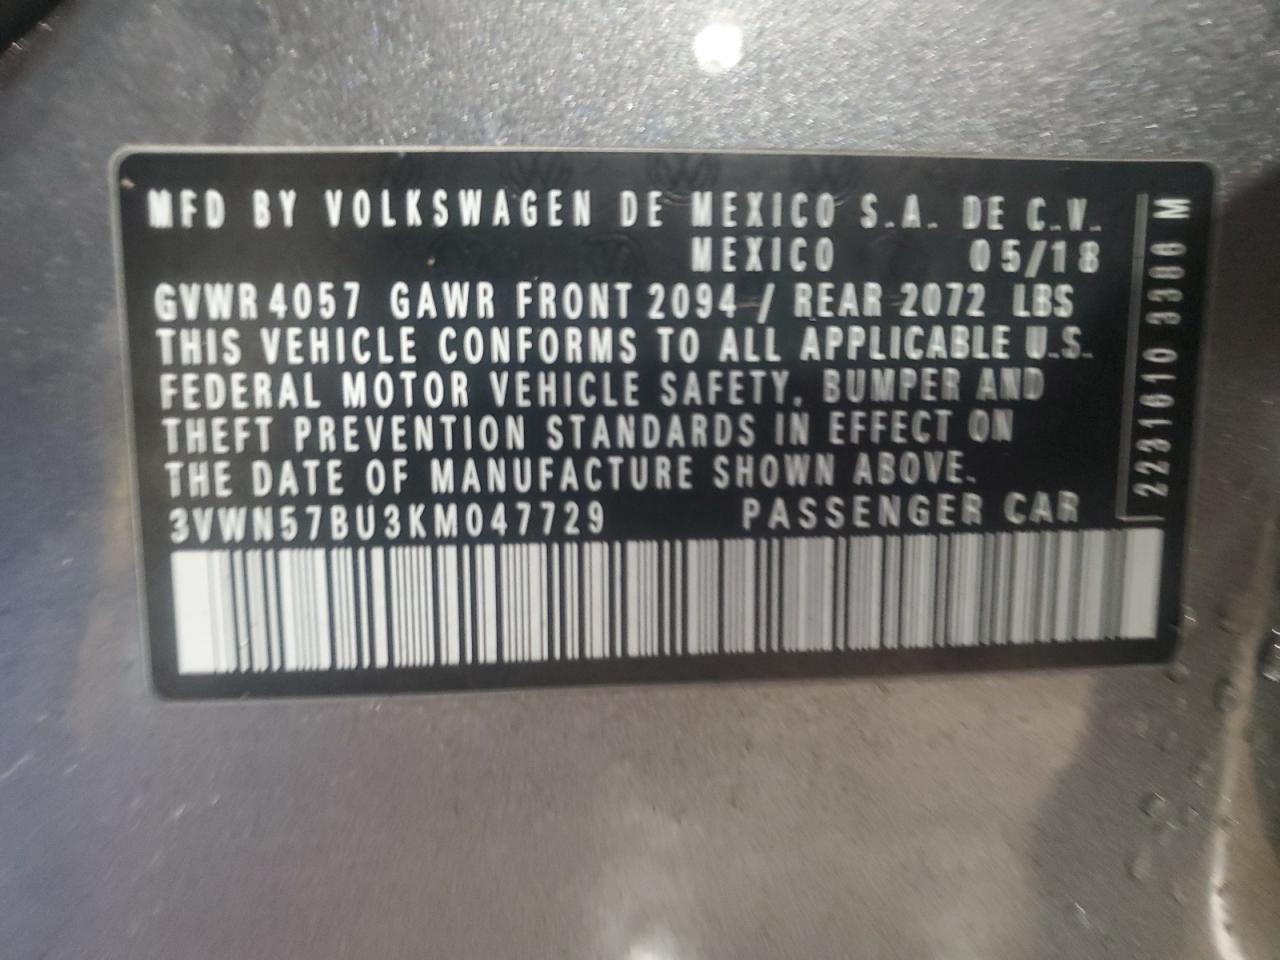 MFD BY VOLKSWAGEN DE MEXICO S.A. DE C.V.
MEXICO 05/18
GVWR 4057 GAWR FRONT 2094 / REAR 2072 LBS
THIS VEHICLE CONFORMS TO ALL APPLICABLE U.S.
FEDERAL MOTOR VEHICLE SAFETY, BUMPER AND
THEFT PREVENTION STANDARDS IN EFFECT ON
THE DATE OF MANUFACTURE SHOWN ABOVE.
3VWN57BU3KM047729 PASSENGER CAR
M